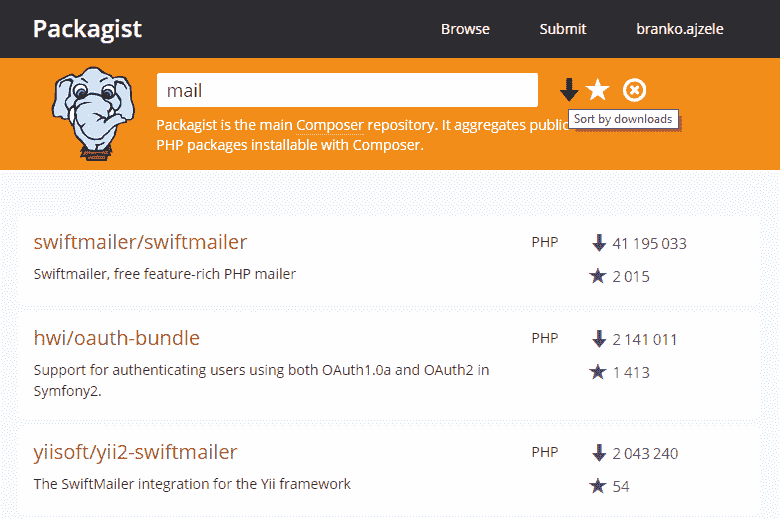 Packagist
Browse Submit branko.ajzele
mail
Sort by downloads
Packagist is the main Composer repository. It aggregates public
PHP packages installable with Composer.
swiftmailer/swiftmailer PHP 41 195 033
Swiftmailer, free feature-rich PHP mailer 2 015
hwi/oauth-bundle PHP 2 141 011
Support for authenticating users using both OAuth1.0a and OAuth2 in 1 413
Symfony2.
yiisoft/yii2-swiftmailer PHP 2 043 240
The SwiftMailer integration for the Yii framework 54